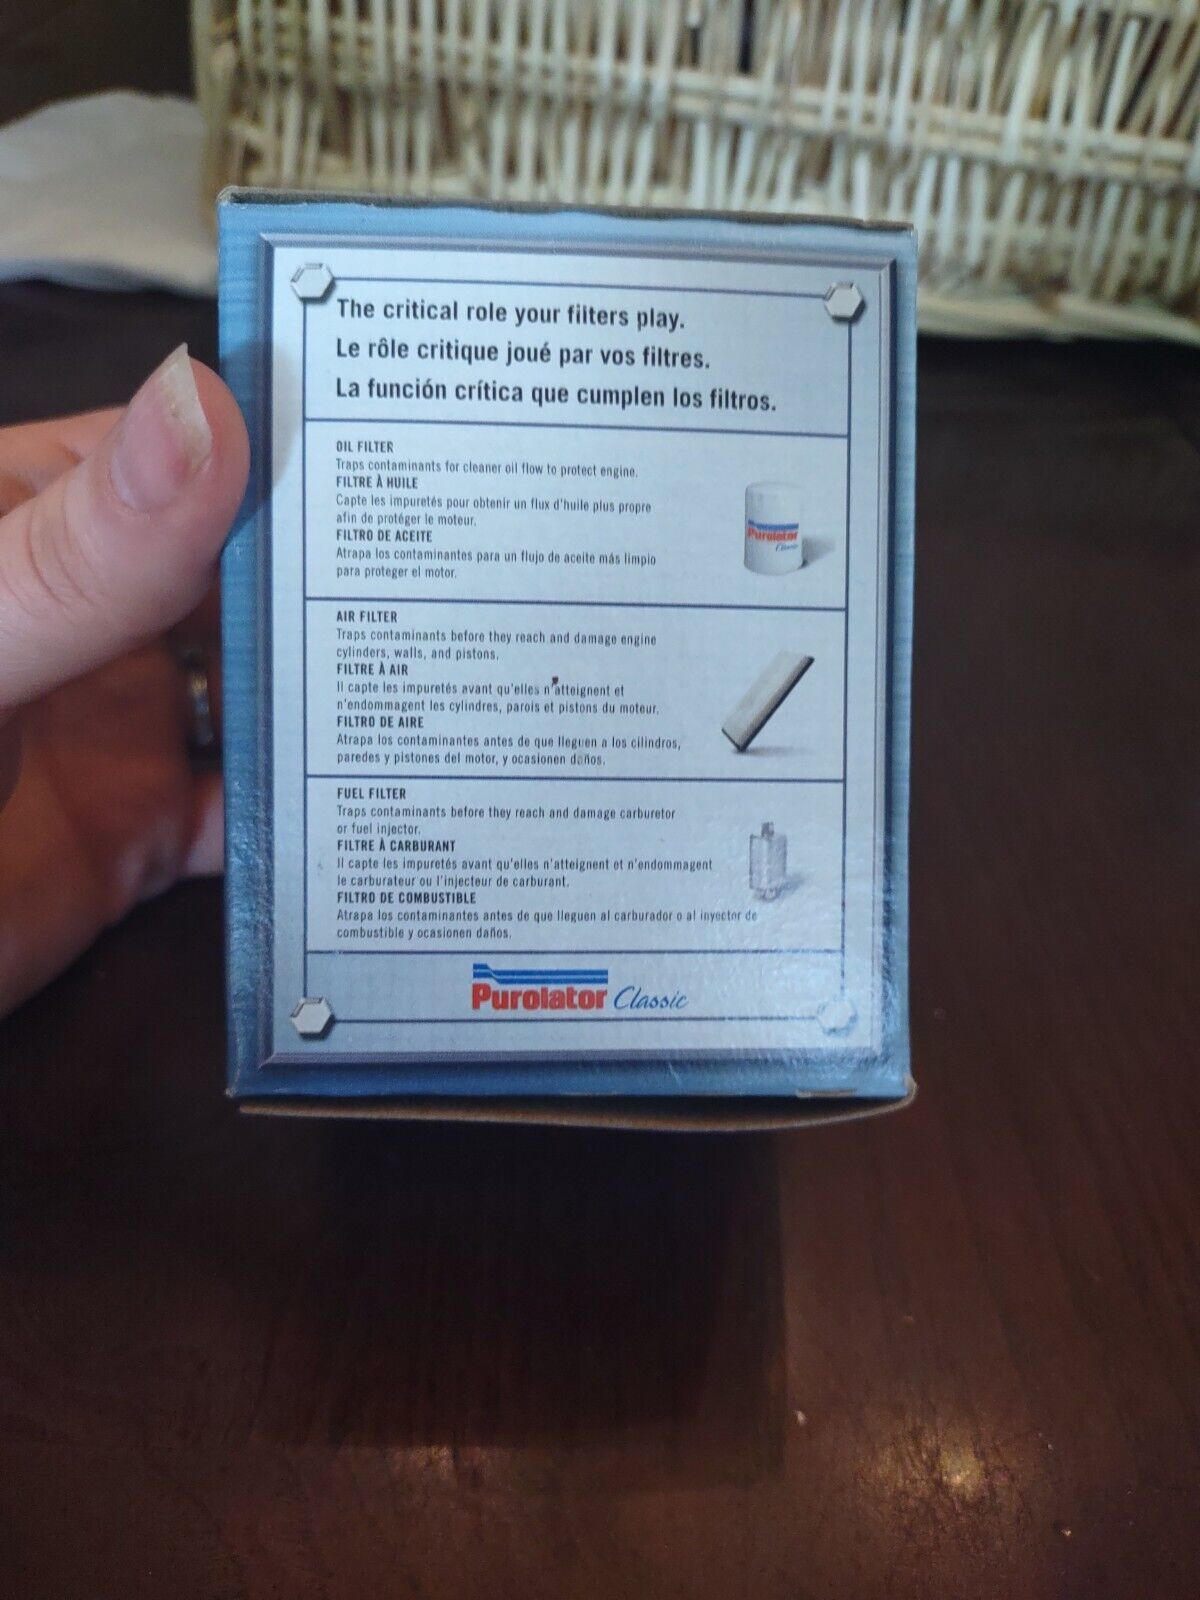 The critical role your filters play.
Le rôle critique joué par vos filtres.
La función crítica que cumplen los filtros.
OIL FILTER
Traps contaminants for cleaner oil flow to protect engine.
FILTRE À HUILE
Capte les impuretés pour obtenir un flux d'huile plus propre
afin de protéger le moteur.
FILTRO DE ACEITE
Atrapa los contaminantes para un flujo de aceite más limpio
para proteger el motor.
Purolator
Classic
AIR FILTER
Traps contaminants before they reach and damage engine
cylinders, walls, and pistons.
FILTRE À AIR
Il capte les impuretés avant qu'elles n'atteignent et
n'endommagent les cylindres, parois et pistons du moteur.
FILTRO DE AIRE
Atrapa los contaminantes antes de que lleguen a los cilindros,
paredes y pistones del motor, y ocasionen daños.
FUEL FILTER
Traps contaminants before they reach and damage carburetor
or fuel injector.
FILTRE À CARBURANT
Il capte les impuretés avant qu'elles n'atteignent et n'endommagent
le carburateur ou l'injecteur de carburant.
FILTRO DE COMBUSTIBLE
Atrapa los contaminantes antes de que lleguen al carburador o al inyector de
combustible y ocasionen daños.
Purolator Classic